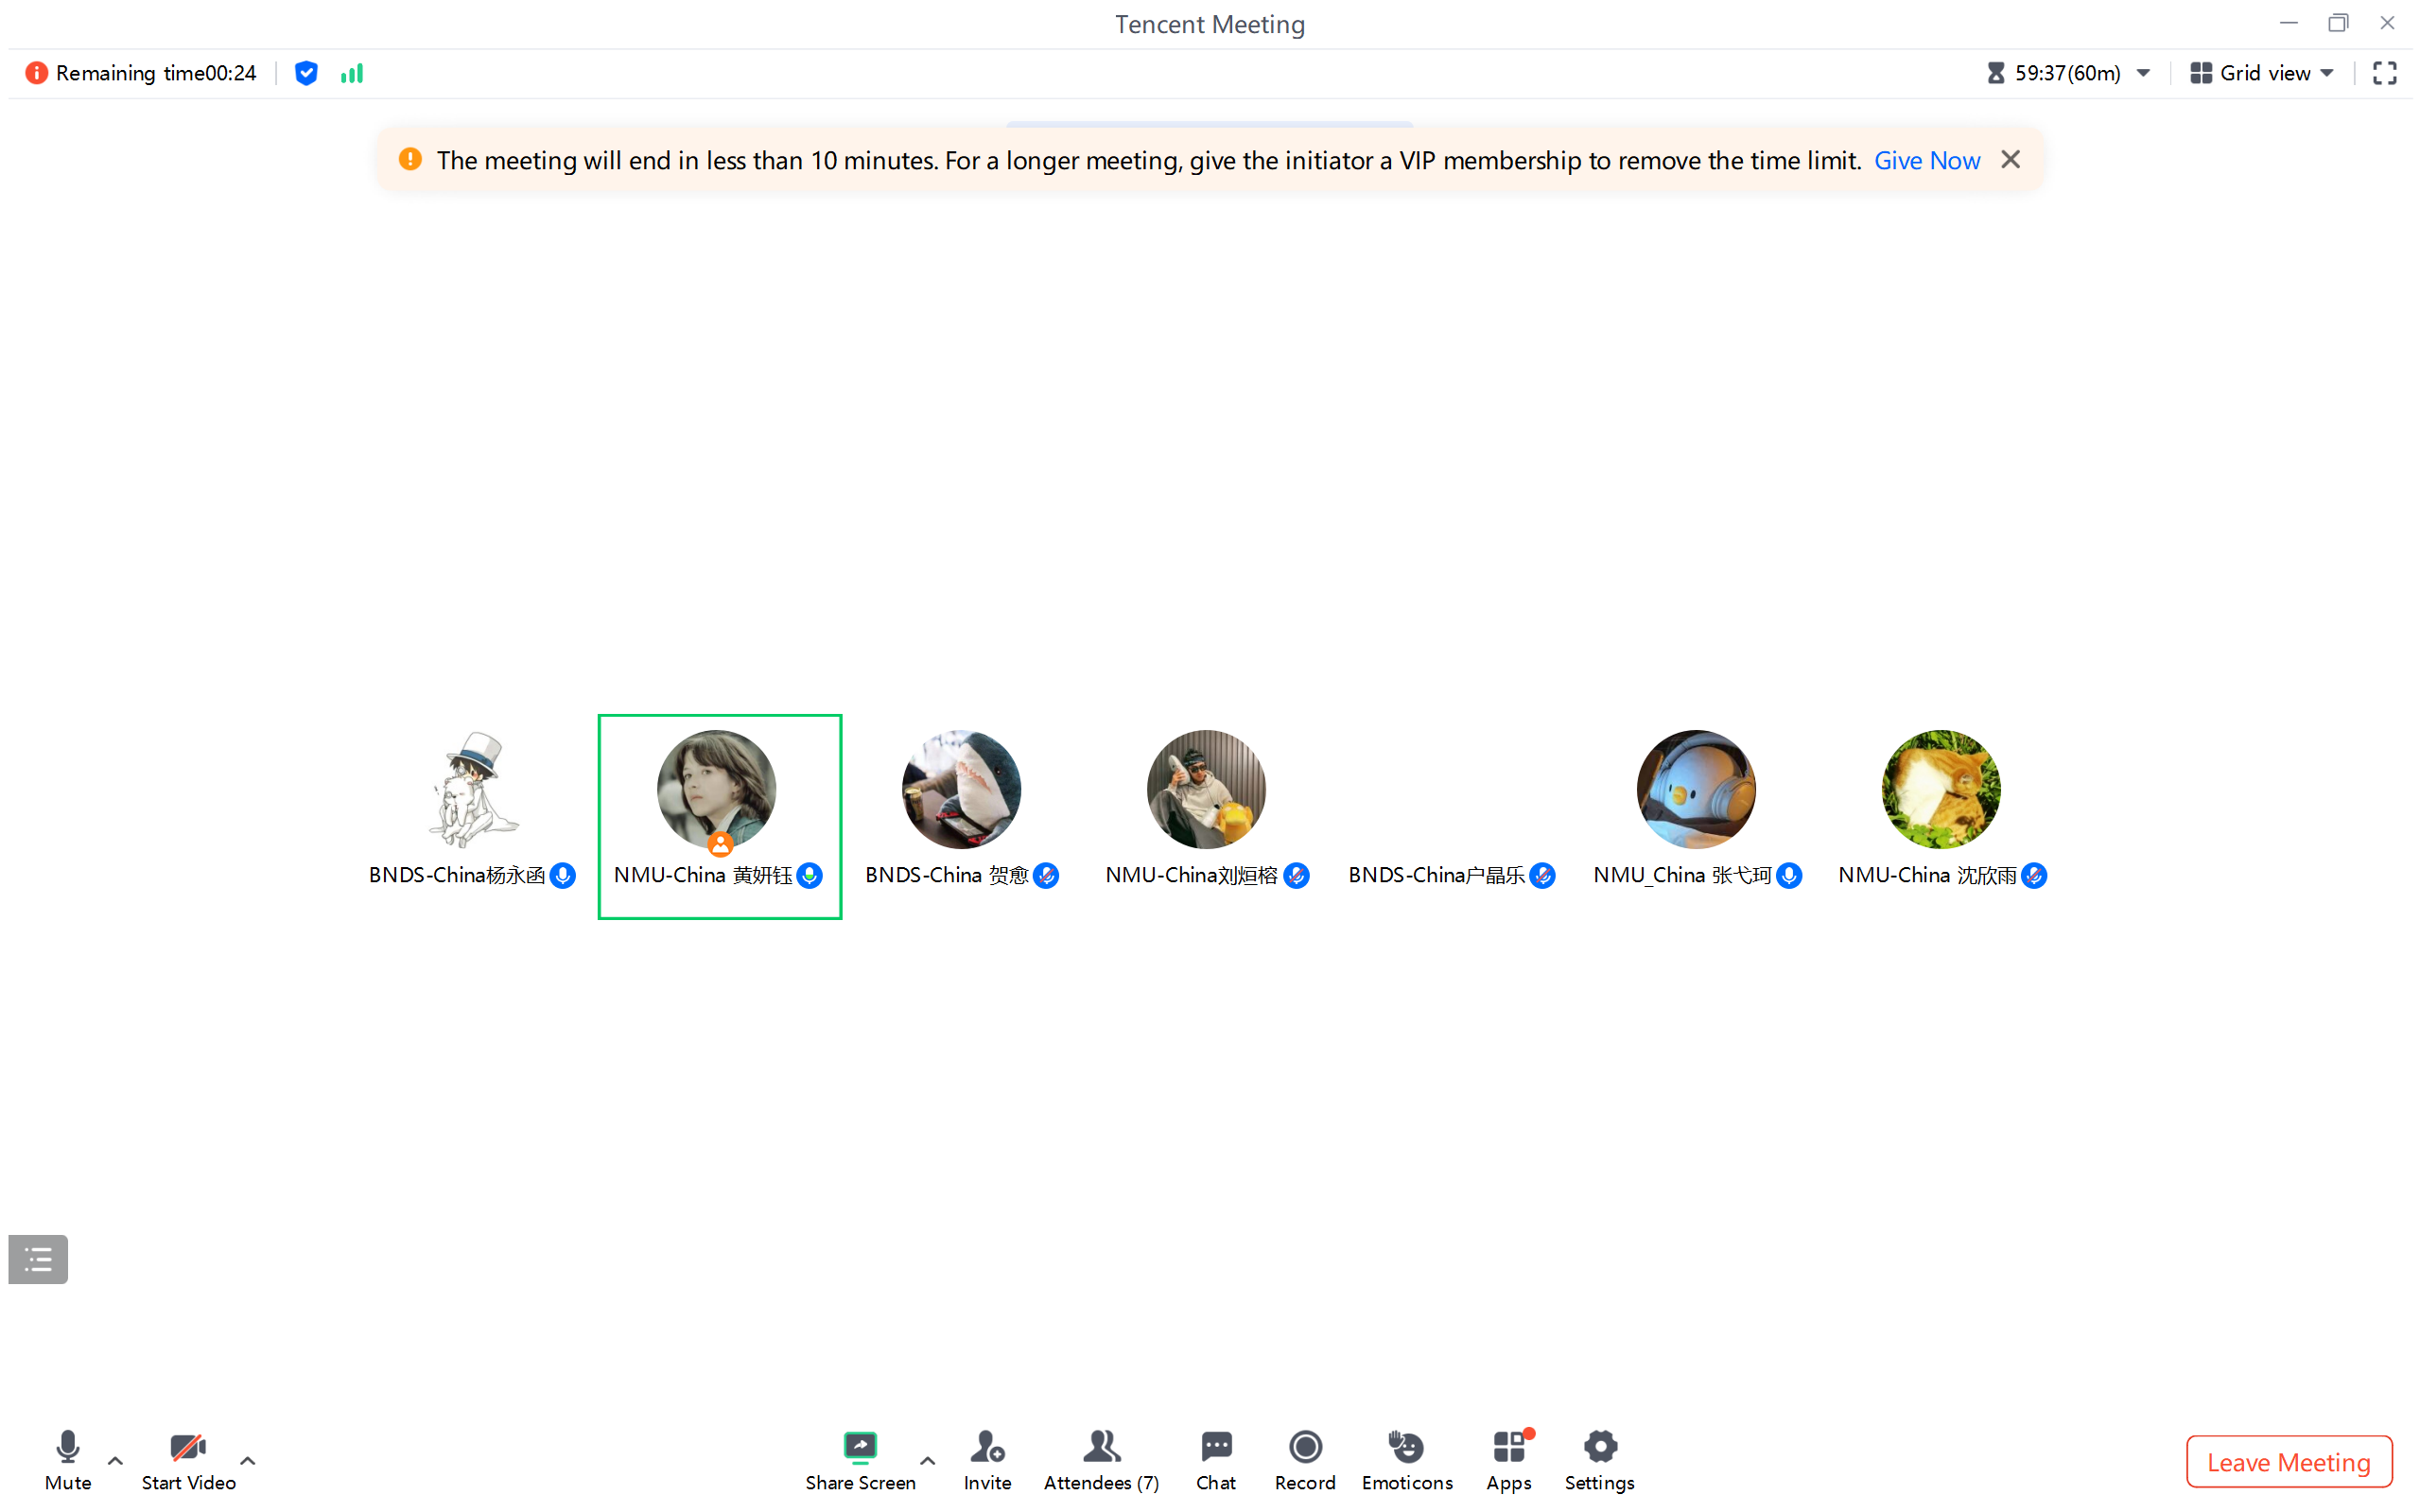 Tencent Meeting
Remaining time00:24
59:37(60m)
Grid view
The meeting will end in less than 10 minutes. For a longer meeting, give the initiator a VIP membership to remove the time limit. Give Now
BNDS-China杨永函
NMU-China 黄妍钰
BNDS-China 贺愈
NMU-China刘烜榕
BNDS-China户晶乐
NMU_China 张弋珂
NMU-China 沈欣雨
Mute
Start Video
Share Screen
Invite
Attendees (7)
Chat
Record
Emoticons
Apps
Settings
Leave Meeting